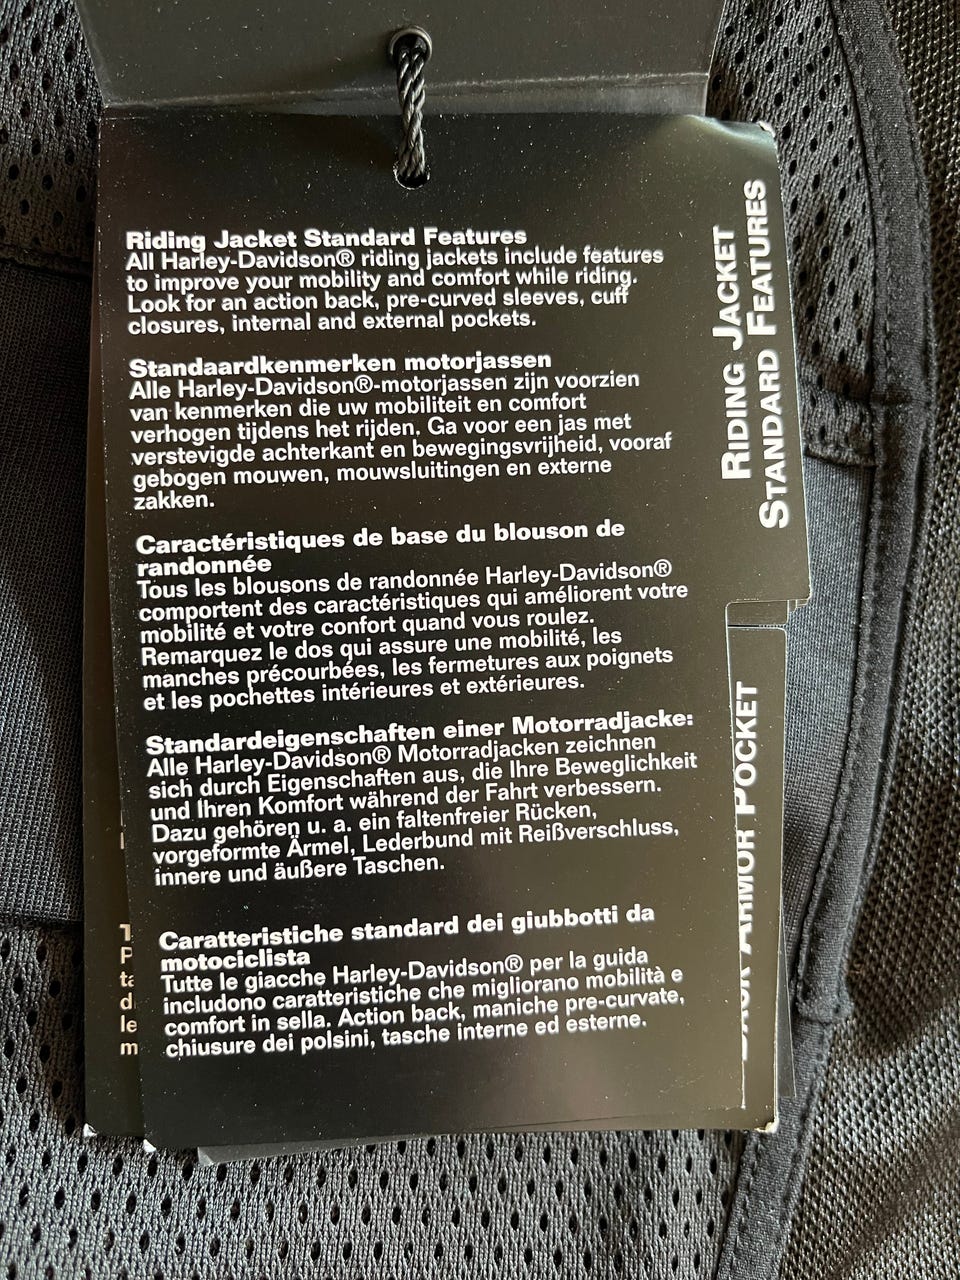 Riding Jacket Standard Features
All Harley-Davidson® riding jackets include features
to improve your mobility and comfort while riding.
Look for an action back, pre-curved sleeves, cuff
closures, internal and external pockets.
Standaardkenmerken motorjassen
Alle Harley-Davidson®-motorjassen zijn voorzien
van kenmerken die uw mobiliteit en comfort
verhogen tijdens het rijden. Ga voor een jas met
verstevigde achterkant en bewegingsvrijheid, vooraf
gebogen mouwen, mouwsluitingen en externe
zakken.
Caractéristiques de base du blouson de
randonnée
Tous les blousons de randonnée Harley-Davidson®
comportent des caractéristiques qui améliorent votre
mobilité et votre confort quand vous roulez.
Remarquez le dos qui assure une mobilité, les
manches précourbées, les fermetures aux poignets
et les pochettes intérieures et extérieures.
Standardeigenschaften einer Motorradjacke:
Alle Harley-Davidson® Motorradjacken zeichnen
sich durch Eigenschaften aus, die Ihre Beweglichkeit
und Ihren Komfort während der Fahrt verbessern.
Dazu gehören u. a. ein faltenfreier Rücken,
vorgeformte Ärmel, Lederbund mit Reißverschluss,
innere und äußere Taschen.
Caratteristiche standard dei giubbotti da
motociclista
Tutte le giacche Harley-Davidson® per la guida
includono caratteristiche che migliorano mobilità e
comfort in sella. Action back, maniche pre-curvate,
chiusure dei polsini, tasche interne ed esterne.
RIDING JACKET
STANDARD FEATURES
BACK ARMOR POCKET